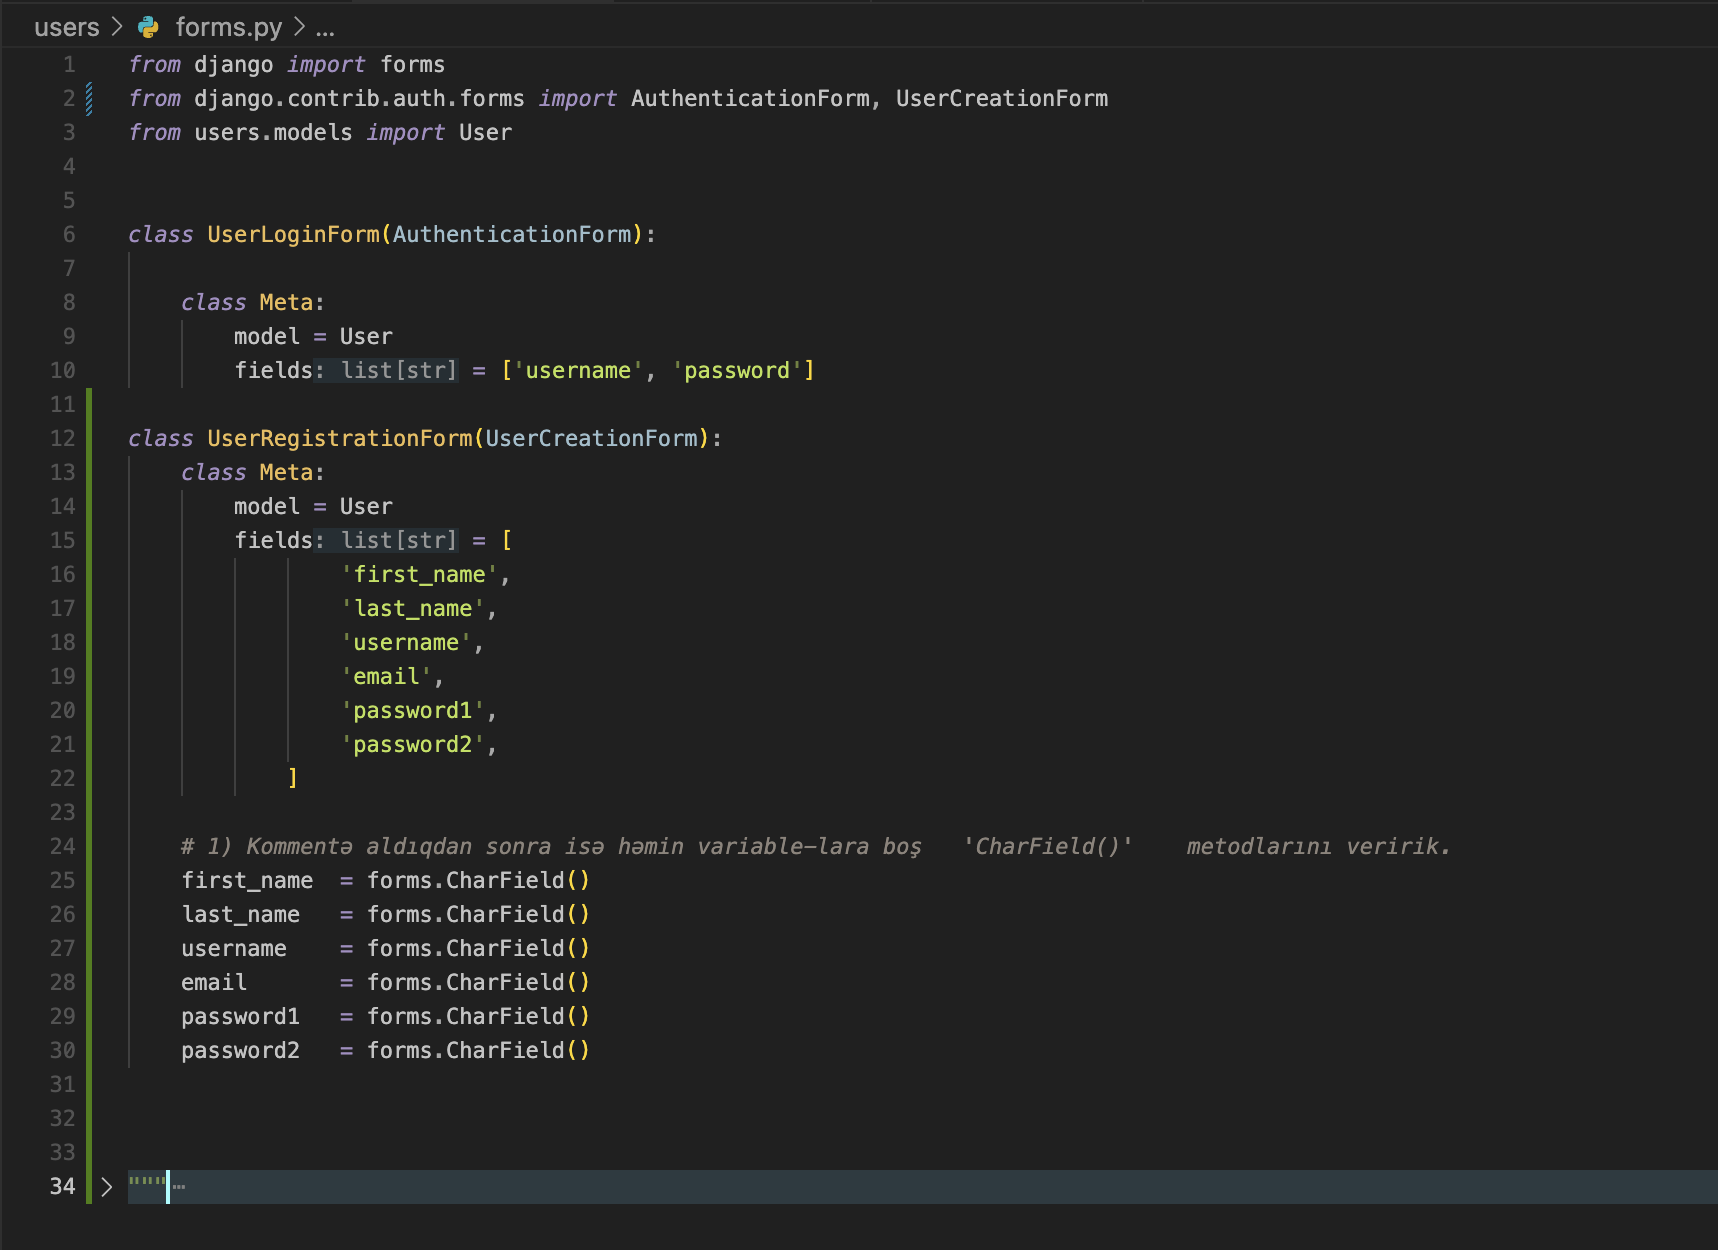 users > forms.py > ...
1 from django import forms
2 from django.contrib.auth.forms import AuthenticationForm, UserCreationForm
3 from users.models import User
4
5
6 class UserLoginForm(AuthenticationForm):
7
8     class Meta:
9         model = User
10         fields: list[str] = ['username', 'password']
11
12 class UserRegistrationForm(UserCreationForm):
13     class Meta:
14         model = User
15         fields: list[str] = [
16                 'first_name',
17                 'last_name',
18                 'username',
19                 'email',
20                 'password1',
21                 'password2',
22             ]
23
24     # 1) Kommentə aldıqdan sonra isə həmin variable-lara boş   'CharField()'    metodlarını veririk.
25     first_name  = forms.CharField()
26     last_name   = forms.CharField()
27     username    = forms.CharField()
28     email       = forms.CharField()
29     password1   = forms.CharField()
30     password2   = forms.CharField()
31
32
33
34 > """ ⋯